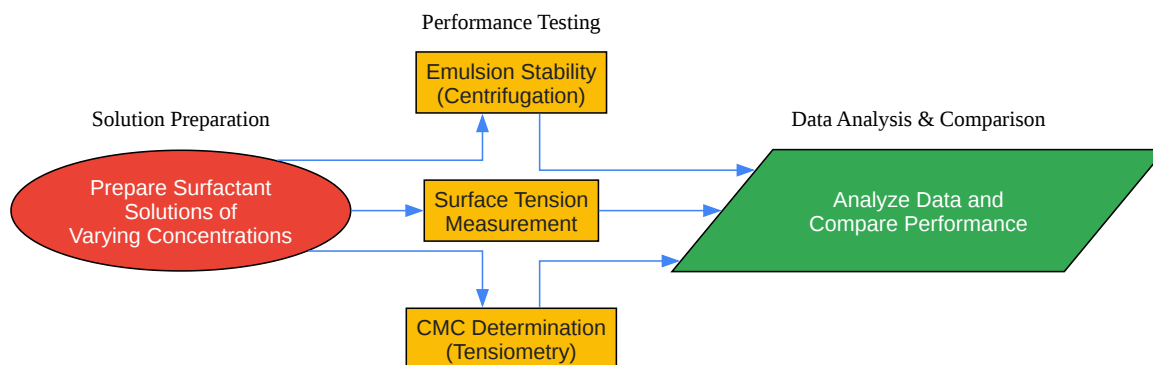 Performance Testing
Emulsion Stability
(Centrifugation)
Solution Preparation
Data Analysis & Comparison
Prepare Surfactant
Solutions of
Varying Concentrations
Surface Tension
Measurement
Analyze Data and
Compare Performance
CMC Determination
(Tensiometry)